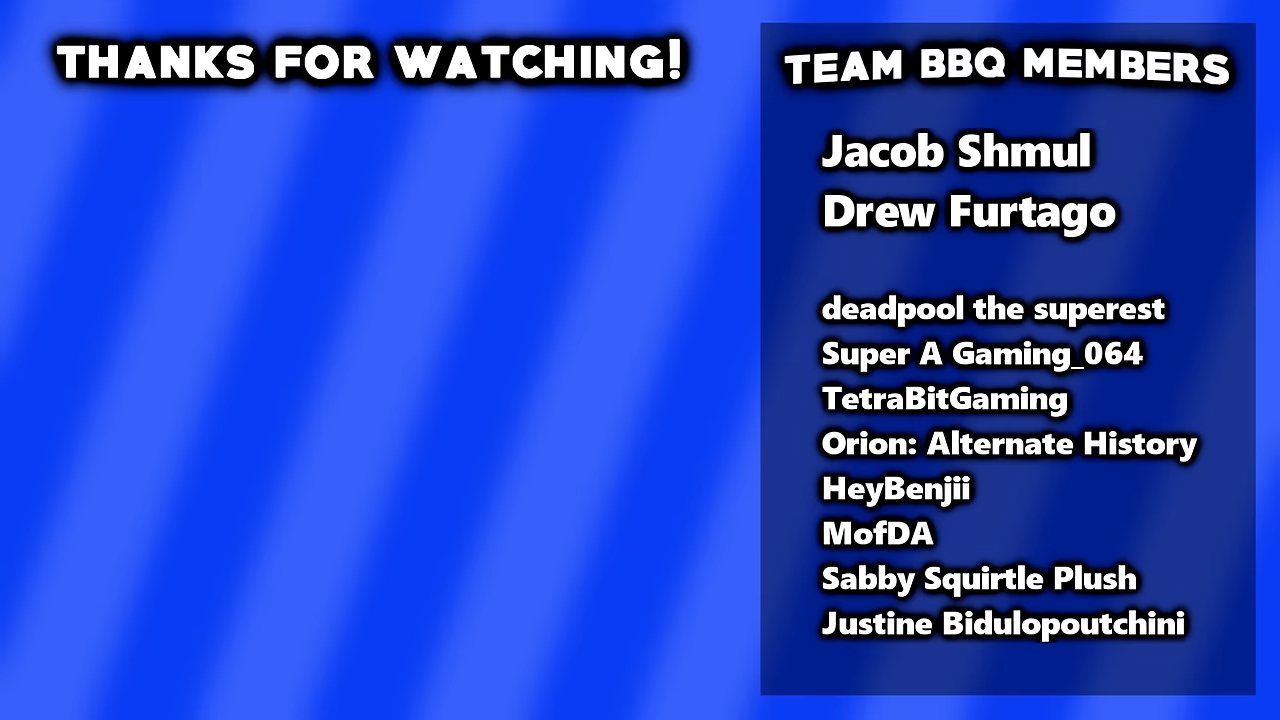 THANKS FOR WATCHING!
TEAM BBQ MEMBERS
Jacob Shmul
Drew Furtago
deadpool the superest
Super A Gaming_064
TetraBitGaming
Orion: Alternate History
HeyBenjii
MofDA
Sabby Squirtle Plush
Justine Bidulopoutchini